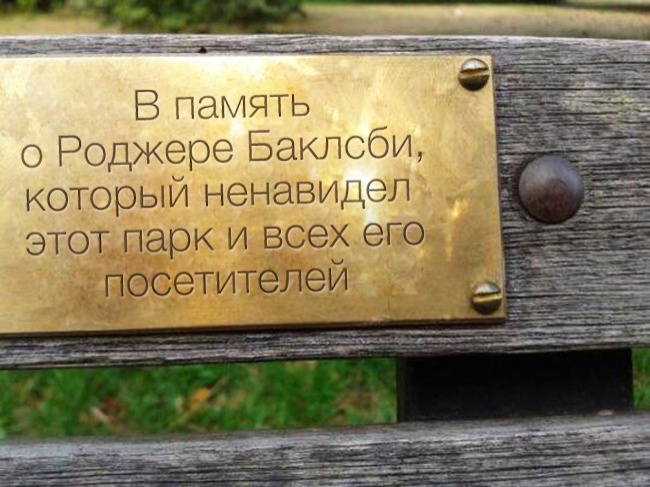 В память
о Роджере Баклсби,
который ненавидел
этот парк и всех его
посетителей